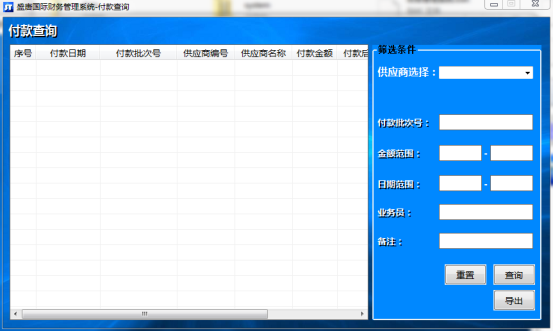 盛唐国际财务管理系统-付款查询
付款查询
序号 付款日期 付款批次号 供应商编号 供应商名称 付款金额 付款后
筛选条件
供应商选择：
付款批次号：
金额范围： -
日期范围： -
业务员：
备注：
重置 查询
导出